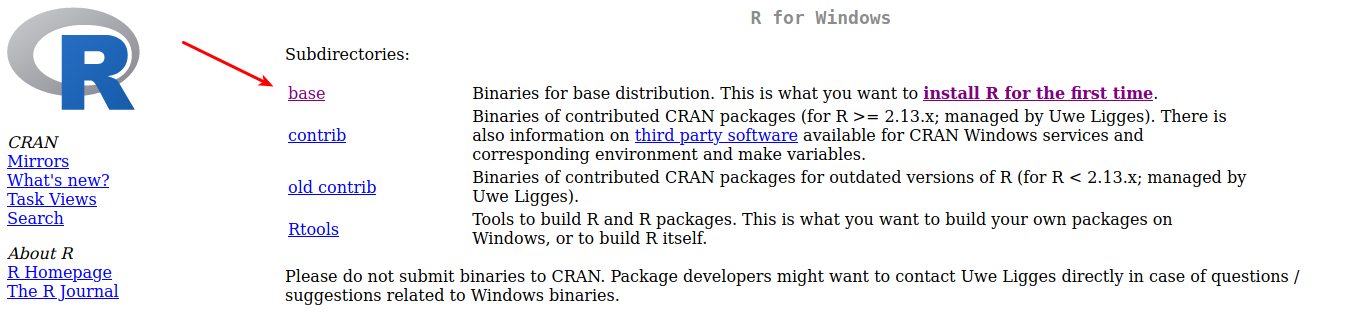 R
R for Windows
Subdirectories:
base
Binaries for base distribution. This is what you want to install R for the first time.
contrib
Binaries of contributed CRAN packages (for R >= 2.13.x; managed by Uwe Ligges). There is
also information on third party software available for CRAN Windows services and
corresponding environment and make variables.
old contrib
Binaries of contributed CRAN packages for outdated versions of R (for R < 2.13.x; managed by
Uwe Ligges).
Rtools
Tools to build R and R packages. This is what you want to build your own packages on
Windows, or to build R itself.
Please do not submit binaries to CRAN. Package developers might want to contact Uwe Ligges directly in case of questions /
suggestions related to Windows binaries.
CRAN
Mirrors
What's new?
Task Views
Search
About R
R Homepage
The R Journal